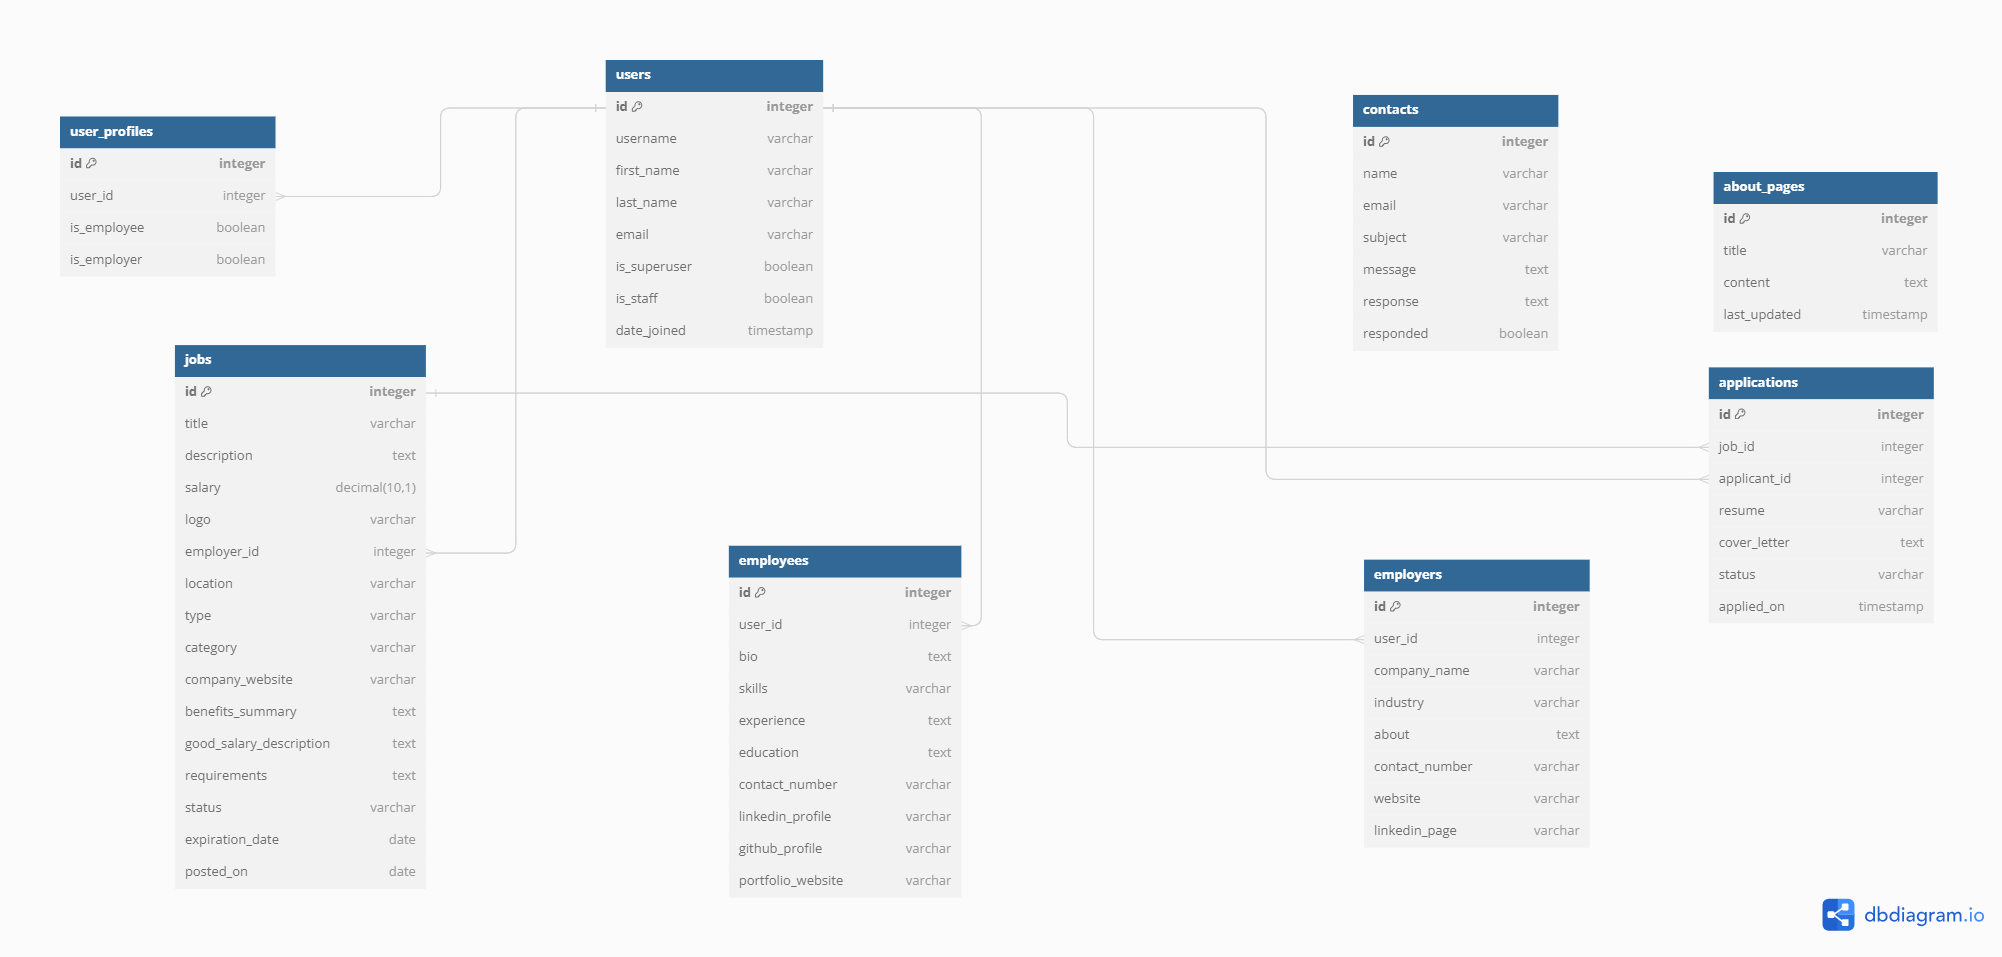 users
id integer
username varchar
first_name varchar
last_name varchar
email varchar
is_superuser boolean
is_staff boolean
date_joined timestamp
user_profiles
id integer
user_id integer
is_employee boolean
is_employer boolean
contacts
id integer
name varchar
email varchar
subject varchar
message text
response text
responded boolean
about_pages
id integer
title varchar
content text
last_updated timestamp
jobs
id integer
title varchar
description text
salary decimal(10,1)
logo varchar
employer_id integer
location varchar
type varchar
category varchar
company_website varchar
benefits_summary text
good_salary_description text
requirements text
status varchar
expiration_date date
posted_on date
applications
id integer
job_id integer
applicant_id integer
resume varchar
cover_letter text
status varchar
applied_on timestamp
employees
id integer
user_id integer
bio text
skills varchar
experience text
education text
contact_number varchar
linkedin_profile varchar
github_profile varchar
portfolio_website varchar
employers
id integer
user_id integer
company_name varchar
industry varchar
about text
contact_number varchar
website varchar
linkedin_page varchar
dbdiagram.io